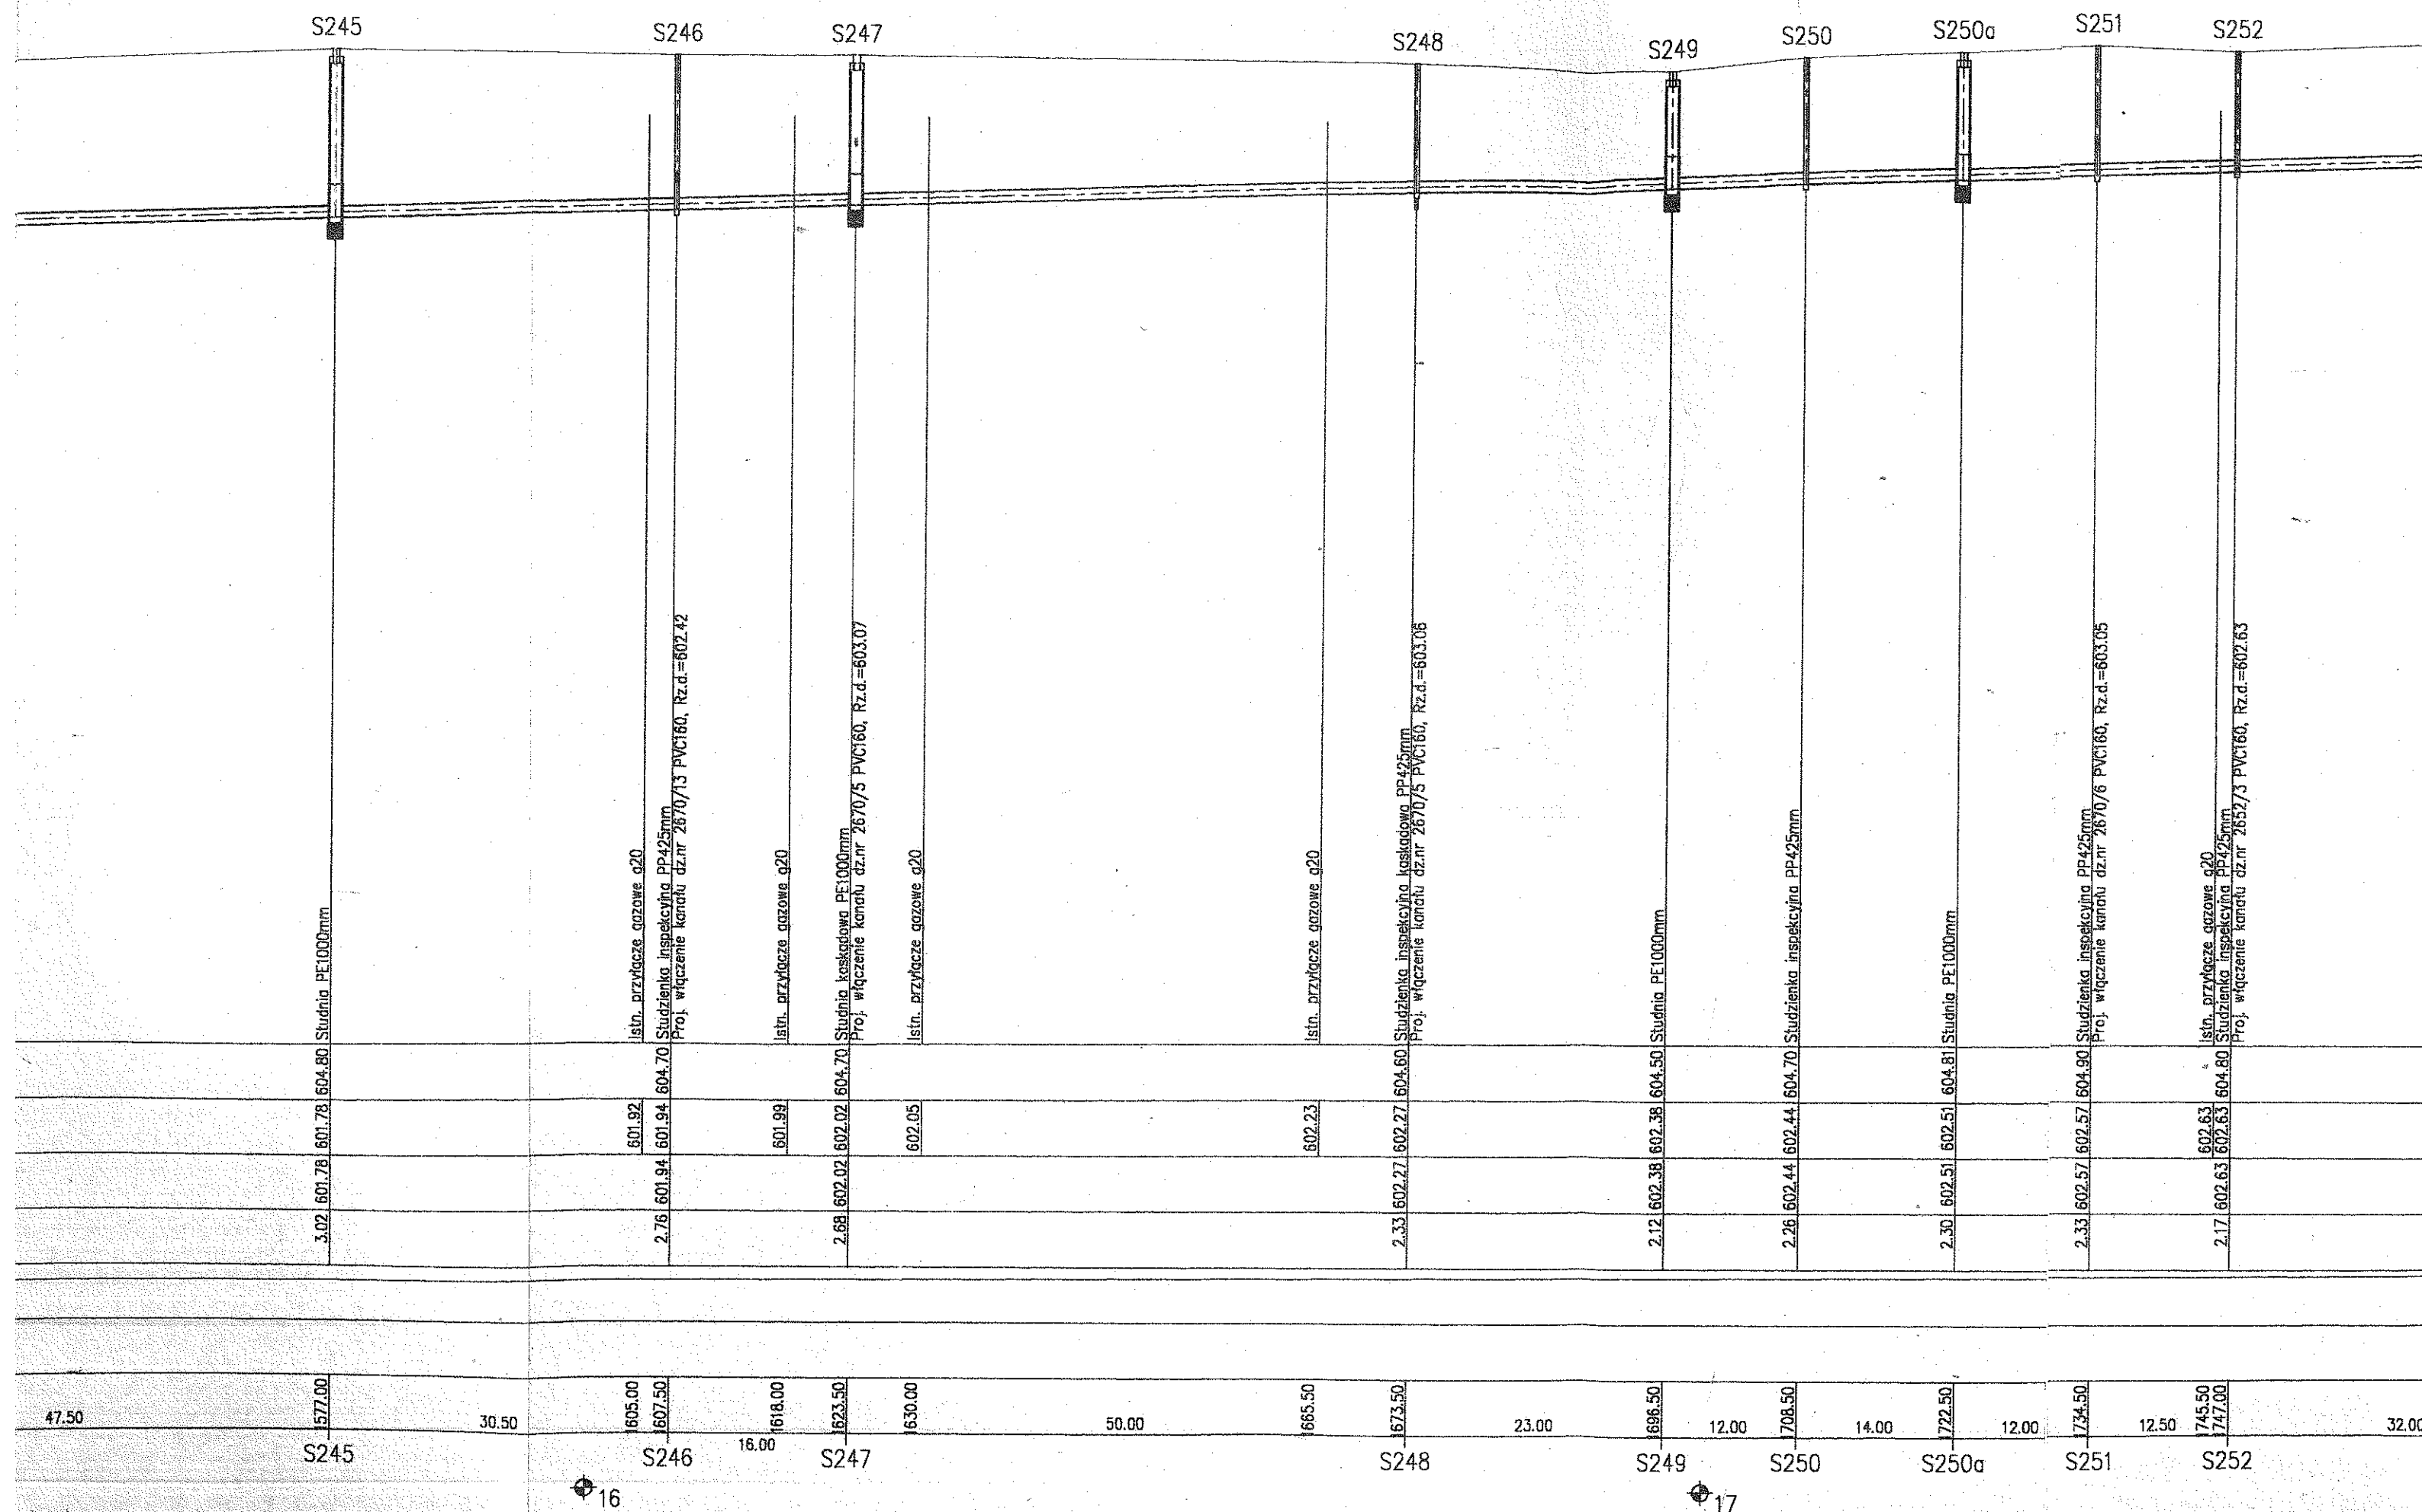 S245
S246
S247
S248
S249
S250
S250a
S251
S252
Studnia PE1000mm
Istn. przyłącze gazowe g20
Studzienka inspekcyjna PP425mm
Proj. włączenie kanału dz.nr 2670/13 PVC160, Rz.d.=602.42
Istn. przyłącze gazowe g20
Studnia kaskadowa PE1000mm
Proj. włączenie kanału dz.nr 2670/5 PVC160, Rz.d.=603.07
Istn. przyłącze gazowe g20
Istn. przyłącze gazowe g20
Studzienka inspekcyjna kaskadowa PP425mm
Proj. włączenie kanału dz.nr 2670/5 PVC160, Rz.d.=603.06
Studnia PE1000mm
Studzienka inspekcyjna PP425mm
Studnia PE1000mm
Studzienka inspekcyjna PP425mm
Proj. włączenie kanału dz.nr 2670/6 PVC160, Rz.d.=603.05
Istn. przyłącze gazowe g20
Studzienka inspekcyjna PP425mm
Proj. włączenie kanału dz.nr 2652/3 PVC160, Rz.d.=602.63
604.80 604.70 604.70 604.60 604.50 604.70 604.81 604.90 604.80
601.78 601.92 601.94 601.99 602.02 602.05 602.23 602.27 602.38 602.44 602.51 602.57 602.63 602.63
601.78 601.94 602.02 602.27 602.38 602.44 602.51 602.57 602.63
3.02 2.76 2.68 2.33 2.12 2.26 2.30 2.33 2.17
1577.00 1605.00 1607.50 1618.00 1623.50 1630.00 1665.50 1673.50 1696.50 1708.50 1722.50 1734.50 1745.50 1747.00
47.50 30.50 16.00 50.00 23.00 12.00 14.00 12.00 12.50 32.00
S245 S246 S247 S248 S249 S250 S250a S251 S252
16 17